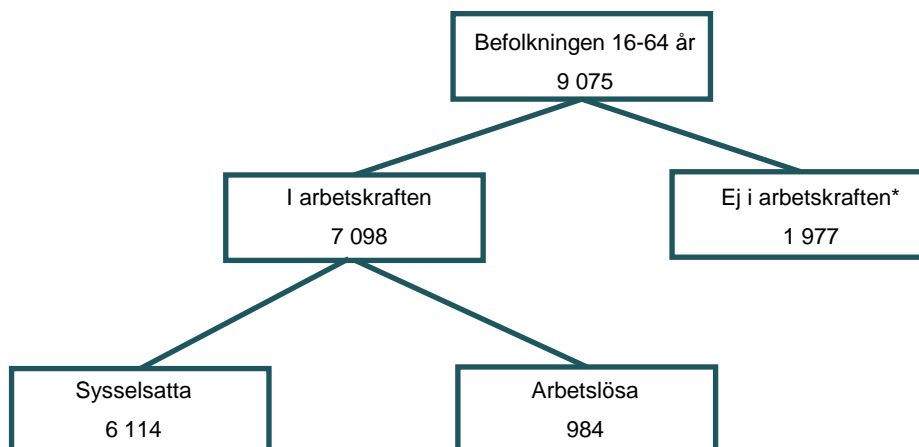 Befolkningen 16-64 år
9 075
I arbetskraften
7 098
Ej i arbetskraften*
1 977
Sysselsatta
6 114
Arbetslösa
984